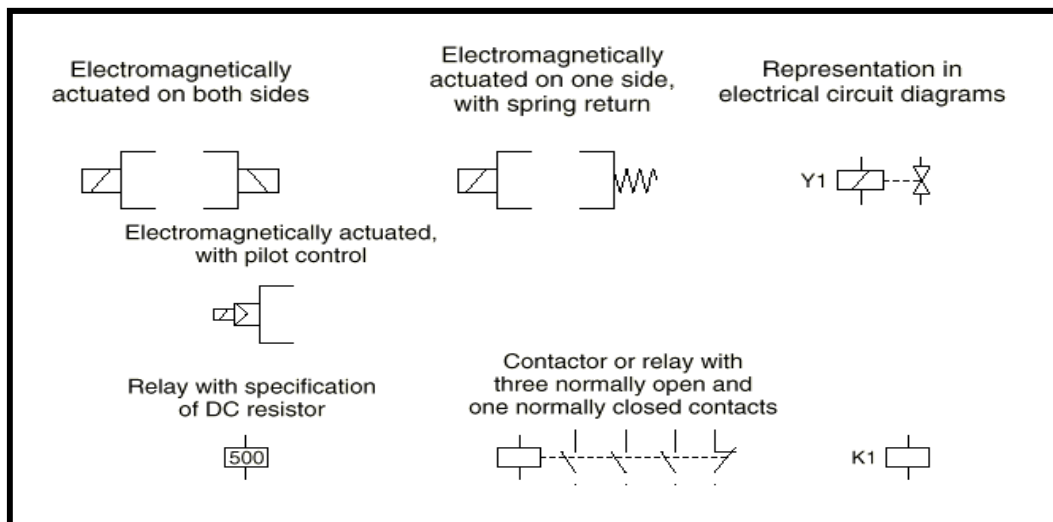 Electromagnetically
actuated on both sides
Electromagnetically
actuated on one side,
with spring return
Representation in
electrical circuit diagrams
Y1
Electromagnetically actuated,
with pilot control
Relay with specification
of DC resistor
500
Contactor or relay with
three normally open and
one normally closed contacts
K1